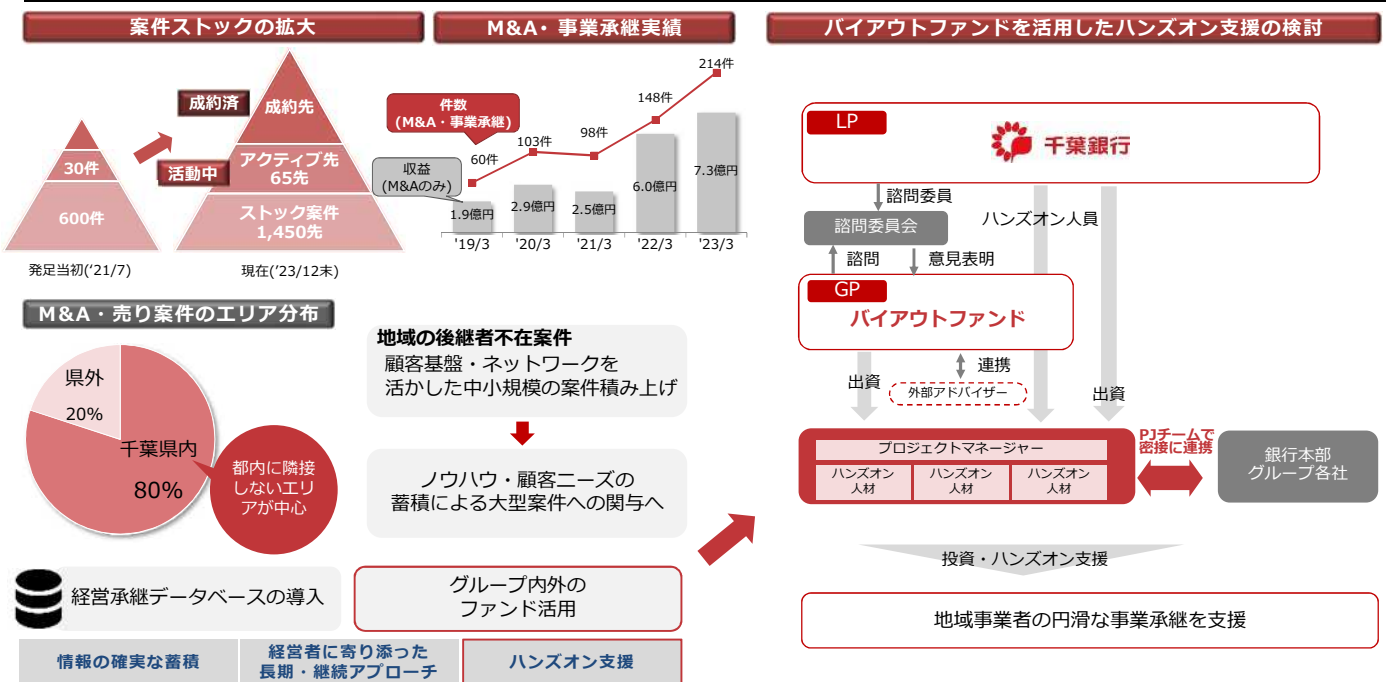 案件ストックの拡大
成約済
成約先
30件
活動中
アクティブ先
65先
600件
ストック案件
1,450先
発足当初('21/7)
現在('23/12末)
M&A・事業承継実績
件数
(M&A・事業承継)
収益
(M&Aのみ)
60件
103件
98件
148件
214件
1.9億円
2.9億円
2.5億円
6.0億円
7.3億円
'19/3
'20/3
'21/3
'22/3
'23/3
M&A・売り案件のエリア分布
県外
20%
千葉県内
80%
都内に隣接
しないエリ
アが中心
地域の後継者不在案件
顧客基盤・ネットワークを
活かした中小規模の案件積み上げ
ノウハウ・顧客ニーズの
蓄積による大型案件への関与へ
経営承継データベースの導入
グループ内外の
ファンド活用
情報の確実な蓄積
経営者に寄り添った
長期・継続アプローチ
ハンズオン支援
バイアウトファンドを活用したハンズオン支援の検討
LP
千葉銀行
諮問委員
諮問委員会
ハンズオン人員
諮問
意見表明
GP
バイアウトファンド
連携
出資
外部アドバイザー
出資
プロジェクトマネージャー
ハンズオン
人材
ハンズオン
人材
ハンズオン
人材
PJチームで
密接に連携
銀行本部
グループ各社
投資・ハンズオン支援
地域事業者の円滑な事業承継を支援